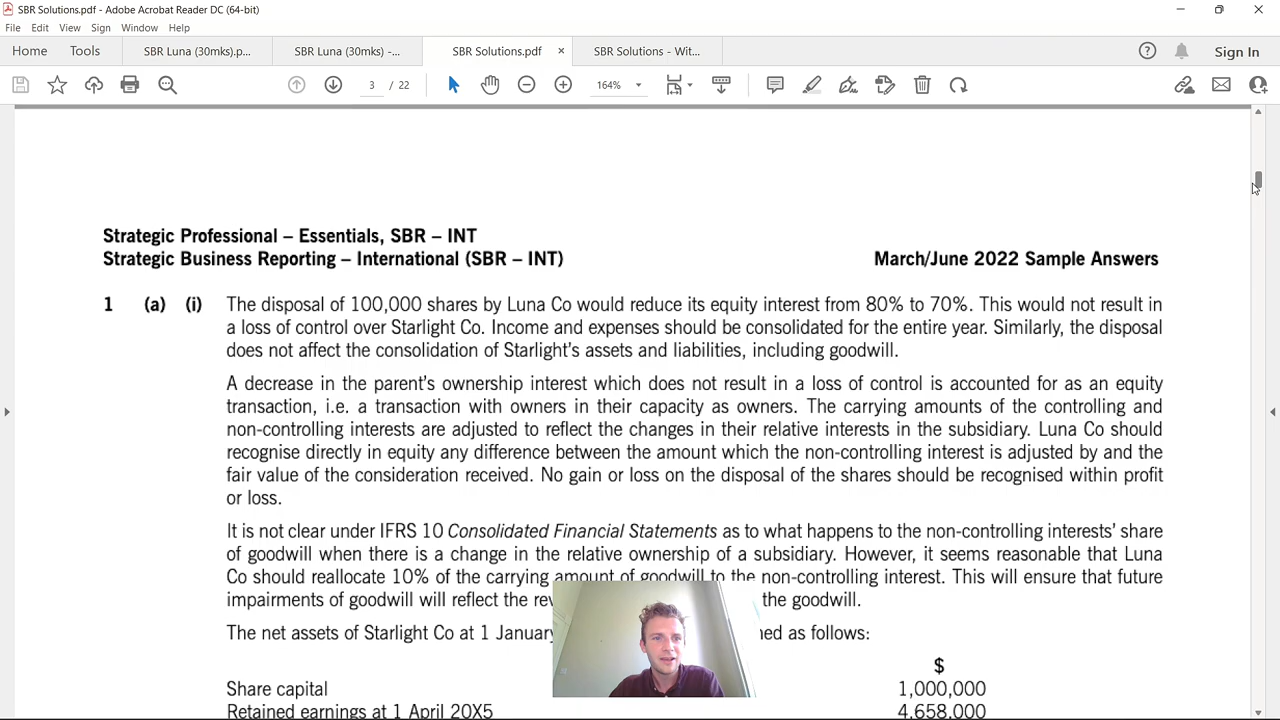 SBR Solutions.pdf - Adobe Acrobat Reader DC (64-bit)
File Edit View Sign Window Help
Home Tools SBR Luna (30mks).p... SBR Luna (30mks) -... SBR Solutions.pdf × SBR Solutions - Wit... Sign In
3 / 22 164%
Strategic Professional – Essentials, SBR – INT
Strategic Business Reporting – International (SBR – INT) March/June 2022 Sample Answers
1 (a) (i) The disposal of 100,000 shares by Luna Co would reduce its equity interest from 80% to 70%. This would not result in
a loss of control over Starlight Co. Income and expenses should be consolidated for the entire year. Similarly, the disposal
does not affect the consolidation of Starlight's assets and liabilities, including goodwill.
A decrease in the parent's ownership interest which does not result in a loss of control is accounted for as an equity
transaction, i.e. a transaction with owners in their capacity as owners. The carrying amounts of the controlling and
non-controlling interests are adjusted to reflect the changes in their relative interests in the subsidiary. Luna Co should
recognise directly in equity any difference between the amount which the non-controlling interest is adjusted by and the
fair value of the consideration received. No gain or loss on the disposal of the shares should be recognised within profit
or loss.
It is not clear under IFRS 10 Consolidated Financial Statements as to what happens to the non-controlling interests' share
of goodwill when there is a change in the relative ownership of a subsidiary. However, it seems reasonable that Luna
Co should reallocate 10% of the carrying amount of goodwill to the non-controlling interest. This will ensure that future
impairments of goodwill will reflect the the goodwill.
The net assets of Starlight Co at 1 January as follows:
$
Share capital 1,000,000
Retained earnings at 1 April 20X5 4,658,000